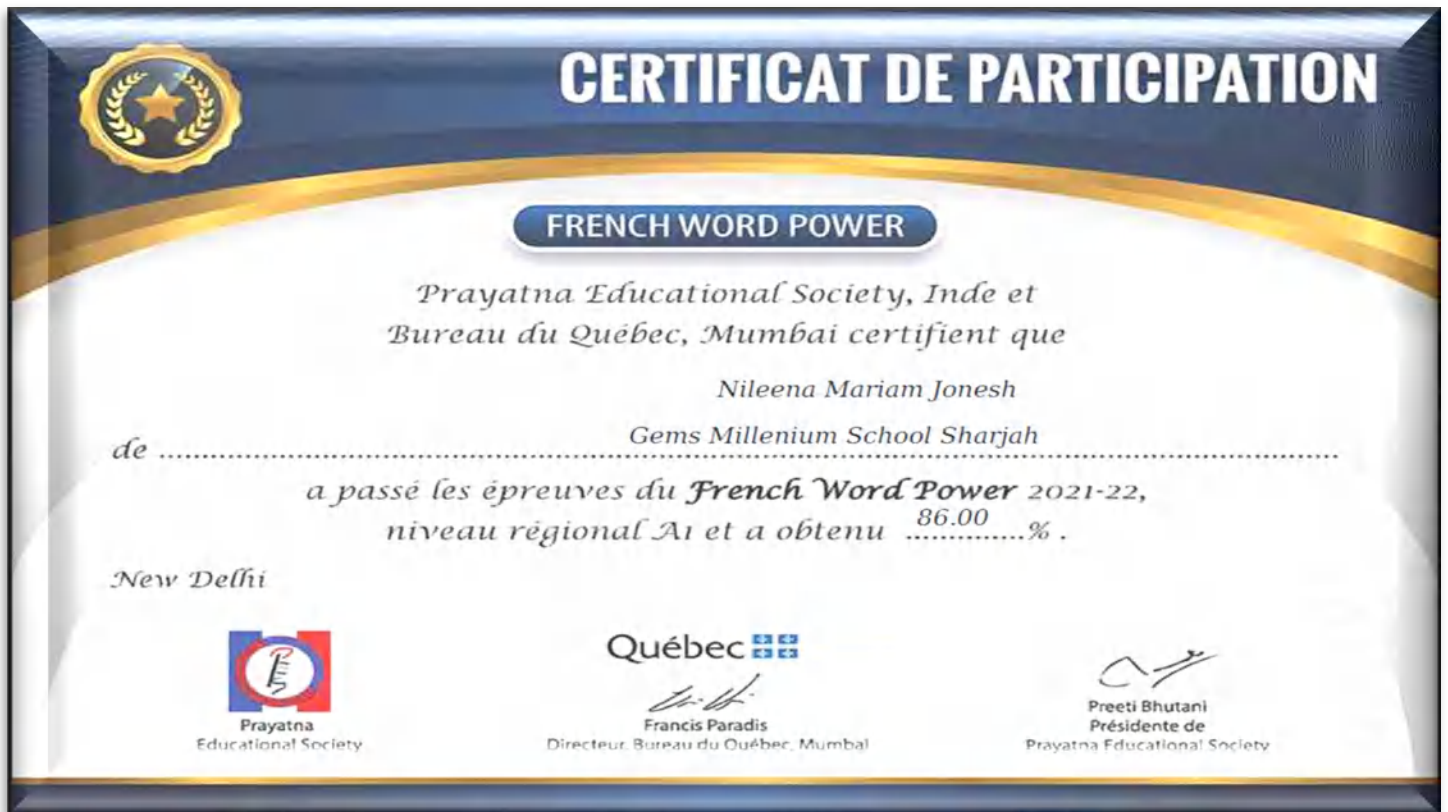 CERTIFICAT DE PARTICIPATION
FRENCH WORD POWER
Prayatna Educational Society, Inde et
Bureau du Québec, Mumbai certifient que
Nileena Mariam Jonesh
Gems Millenium School Sharjah
de ..............................................................................................................................
a passé les épreuves du French Word Power 2021-22,
niveau régional A1 et a obtenu 86.00 ..............% .
New Delhi
Québec
Prayatna
Educational Society
Francis Paradis
Directeur, Bureau du Québec, Mumbai
Preeti Bhutani
Présidente de
Prayatna Educational Society